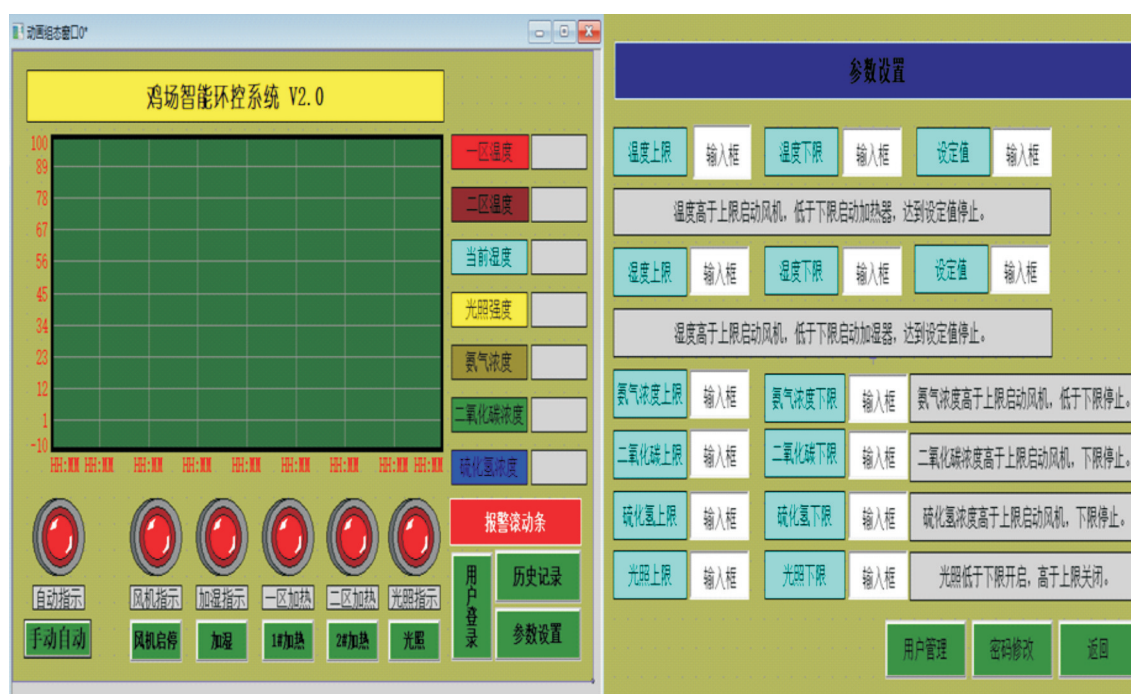 动画组态窗口0*
鸡场智能环控系统 V2.0
100
89
78
67
56
45
34
23
12
1
-10
HH:MM HH:MM HH:MM HH:MM HH:MM HH:MM HH:MM HH:MM HH:MM
一区温度
二区温度
当前湿度
光照强度
氨气浓度
二氧化碳浓度
硫化氢浓度
报警滚动条
自动指示 风机指示 加湿指示 一区加热 二区加热 光照指示
手动自动 风机启停 加湿 1#加热 2#加热 光照
用户登录
历史记录
参数设置
参数设置
温度上限 输入框 温度下限 输入框 设定值 输入框
温度高于上限启动风机，低于下限启动加热器，达到设定值停止。
湿度上限 输入框 湿度下限 输入框 设定值 输入框
湿度高于上限启动风机，低于下限启动加湿器，达到设定值停止。
氨气浓度上限 输入框 氨气浓度下限 输入框 氨气浓度高于上限启动风机，低于下限停止。
二氧化碳上限 输入框 二氧化碳下限 输入框 二氧化碳浓度高于上限启动风机，下限停止。
硫化氢上限 输入框 硫化氢下限 输入框 硫化氢浓度高于上限启动风机，下限停止。
光照上限 输入框 光照下限 输入框 光照低于下限开启，高于上限关闭。
用户管理 密码修改 返回